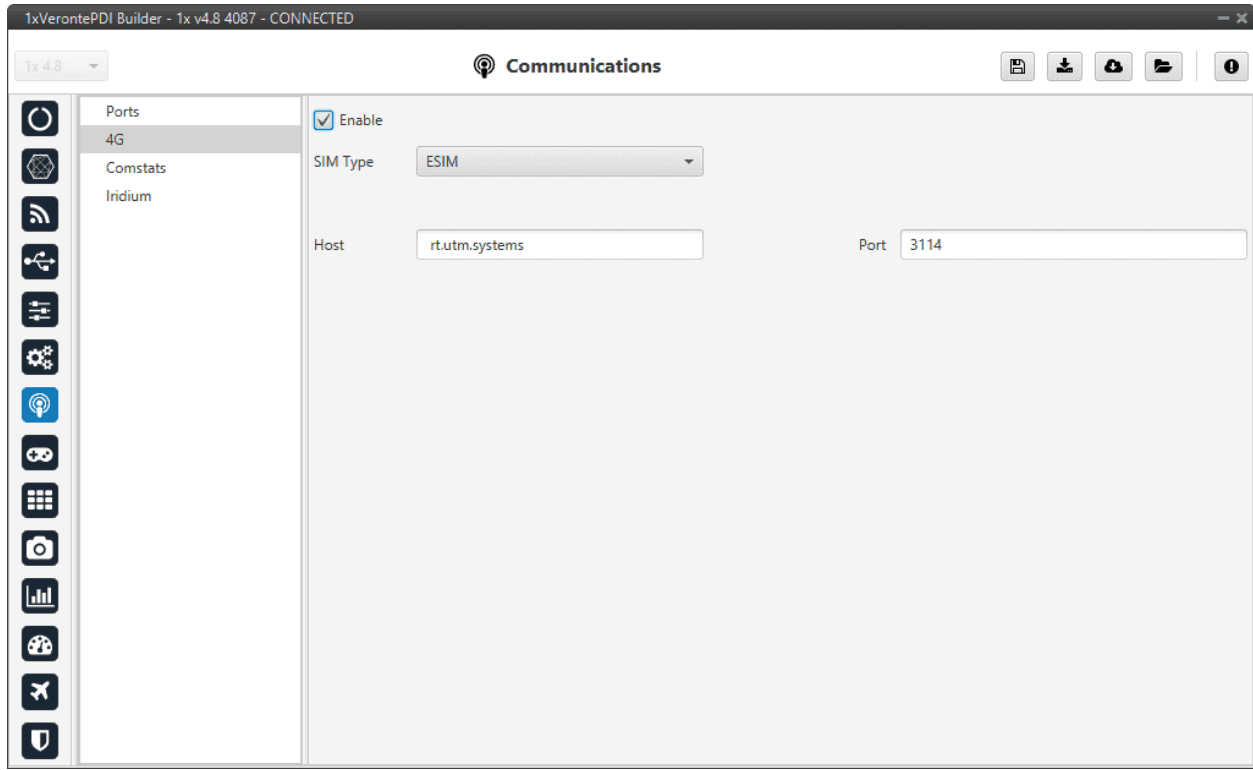 1xVerontePDI Builder - 1x v4.8 4087 - CONNECTED
1x 4.8
Communications
Ports
4G
Comstats
Iridium
Enable
SIM Type ESIM
Host rt.utm.systems Port 3114